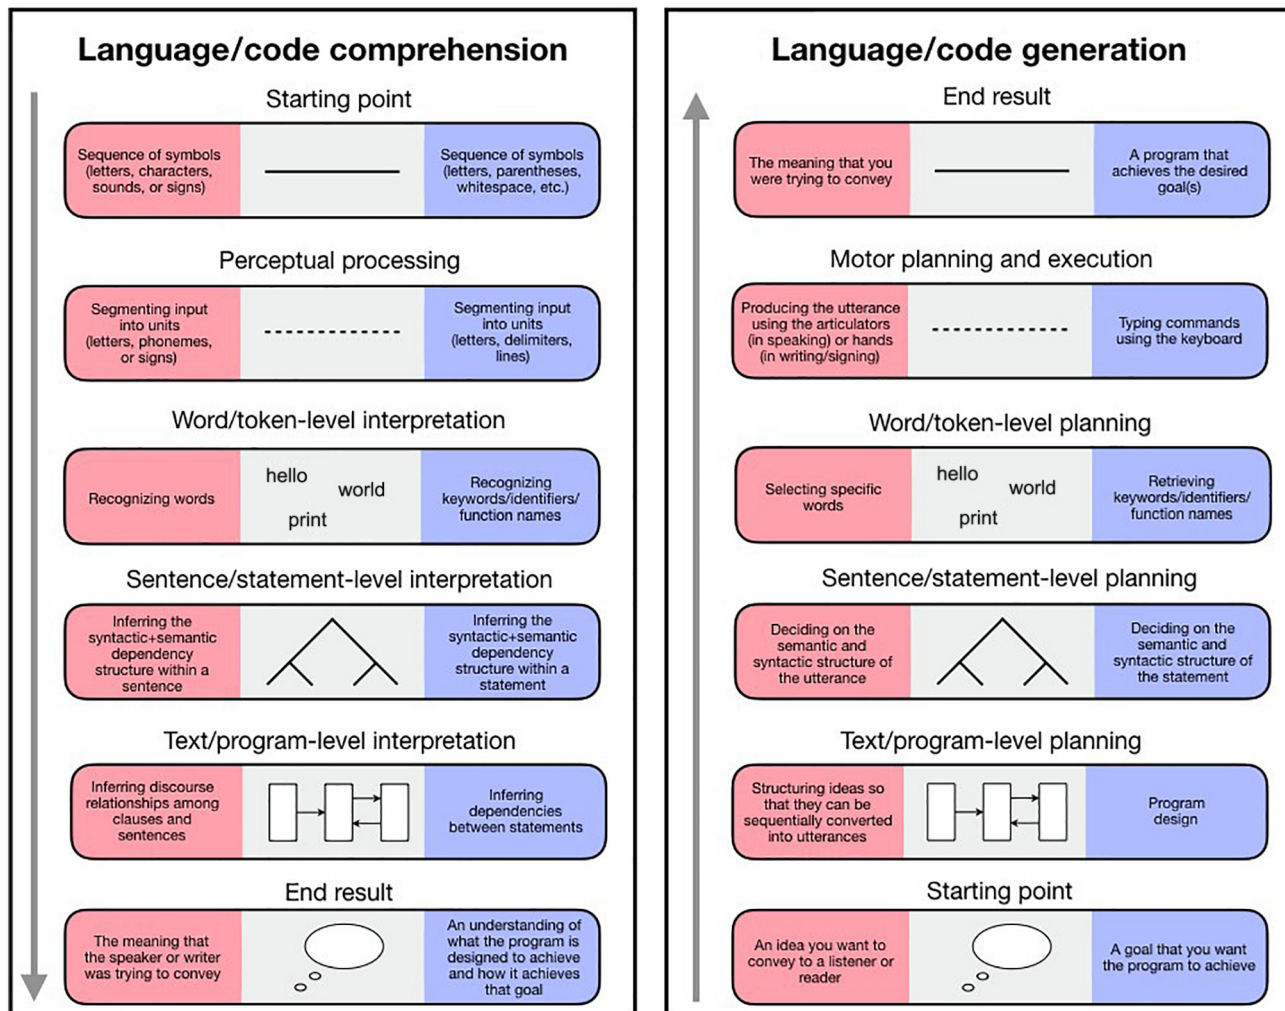 Language/code comprehension
Starting point
Sequence of symbols
(letters, characters,
sounds, or signs)
Sequence of symbols
(letters, parentheses,
whitespace, etc.)
Perceptual processing
Segmenting input
into units
(letters, phonemes,
or signs)
Segmenting input
into units
(letters, delimiters,
lines)
Word/token-level interpretation
Recognizing words
hello
world
print
Recognizing
keywords/identifiers/
function names
Sentence/statement-level interpretation
Inferring the
syntactic+semantic
dependency
structure within a
sentence
Inferring the
syntactic+semantic
dependency
structure within a
statement
Text/program-level interpretation
Inferring discourse
relationships among
clauses and
sentences
Inferring
dependencies
between statements
End result
The meaning that
the speaker or writer
was trying to convey
An understanding of
what the program is
designed to achieve
and how it achieves
that goal
Language/code generation
End result
The meaning that you
were trying to convey
A program that
achieves the desired
goal(s)
Motor planning and execution
Producing the utterance
using the articulators
(in speaking) or hands
(in writing/signing)
Typing commands
using the keyboard
Word/token-level planning
Selecting specific
words
hello
world
print
Retrieving
keywords/identifiers/
function names
Sentence/statement-level planning
Deciding on the
semantic and
syntactic structure of
the utterance
Deciding on the
semantic and
syntactic structure of
the statement
Text/program-level planning
Structuring ideas so
that they can be
sequentially converted
into utterances
Program
design
Starting point
An idea you want to
convey to a listener or
reader
A goal that you want
the program to achieve